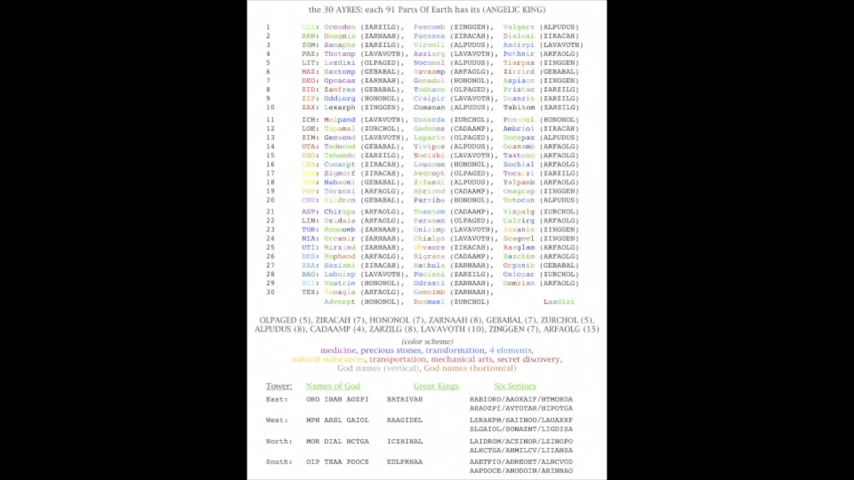 the 30 AYRES: each 91 Parts Of Earth has its (ANGELIC KING)
1 Occodon (ZARZILG), Pascomb (ZINGGEN), Valgars (ALPUDUS)
2 ARN: Doagnis (ZARNAAH), Pacasna (ZIRACAH), Dialoxi (ZIRACAH)
3 ZOM: Samapha (ZARZILG), Virooli (ALPUDUS), Andispi (LAVAVOTH)
4 PAZ: Thotanp (LAVAVOTH), Axxiarg (LAVAVOTH), Pothnir (ARFAOLG)
5 LIT: Lazdixi (OLPAGED), Nocamal (ALPUDUS), Tiarpax (ZINGGEN)
6 MAZ: Saxtomp (GEBABAL), Vavaamp (ARFAOLG), Zirzird (GEBABAL)
7 DEO: Opmacas (ZARNAAH), Genadol (HONONOL), Aspiaon (ZINGGEN)
8 ZID: Zamfres (GEBABAL), Todnaon (OLPAGED), Pristac (ZARZILG)
9 ZIP: Oddiorg (HONONOL), Cralpir (LAVAVOTH), Doanzin (ZARZILG)
10 ZAX: Lexarph (ZINGGEN), Comanan (ALPUDUS), Tabitom (ZARZILG)
11 ICH: Molpand (LAVAVOTH), Usnarda (ZURCHOL), Ponodol (HONONOL)
12 LOE: Tapamal (ZURCHOL), Gedoons (CADAAMP), Ambriol (ZIRACAH)
13 ZIM: Gecaond (LAVAVOTH), Laparin (OLPAGED), Docepax (ALPUDUS)
14 UTA: Tedoond (GEBABAL), Vivipos (ALPUDUS), Ooanamb (ARFAOLG)
15 OXO: Tahamdo (ZARZILG), Nociabi (LAVAVOTH), Tastoxo (ARFAOLG)
16 LEA: Cucarpt (ZIRACAH), Lauacon (HONONOL), Sochial (ARFAOLG)
17 Sigmorf (ZIRACAH), Avdropt (OLPAGED), Tocarzi (ZARZILG)
18 Nabaomi (GEBABAL), Zafasai (ALPUDUS), Yalpamb (ARFAOLG)
19 Torzoxi (ARFAOLG), Abriond (CADAAMP), Omagrap (ZINGGEN)
20 CHR: Zildron (GEBABAL), Parziba (HONONOL), Totocan (ALPUDUS)
21 ASP: Chirzpa (ARFAOLG), Toantom (CADAAMP), Vixpalg (ZURCHOL)
22 LIN: Ozidaia (ARFAOLG), Paraoan (OLPAGED), Calzirg (ARFAOLG)
23 TOR: Ronoomb (ZARNAAH), Onizimp (LAVAVOTH), Zaxanin (ZINGGEN)
24 NIA: Orcanir (ZARNAAH), Chialps (LAVAVOTH), Soageel (ZINGGEN)
25 UTI: Mirzind (ZARNAAH), Obvaors (ZIRACAH), Ranglam (ARFAOLG)
26 DES: Pophand (ARFAOLG), Nigrana (CADAAMP), Bazchim (ARFAOLG)
27 ZAA: Saziami (ZIRACAH), Mathula (ZARNAAH), Orpanib (GEBABAL)
28 BAG: Labnixp (LAVAVOTH), Pocisni (ZARZILG), Oxlopar (ZURCHOL)
29 RII: Vastrim (HONONOL), Odraxti (ZARNAAH), Gomzian (ARFAOLG)
30 TEX: Taoagla (ARFAOLG), Gemnimb (ZARNAAH),
Advorpt (HONONOL), Doxmael (ZURCHOL) Lazdizi
OLPAGED (5), ZIRACAH (7), HONONOL (7), ZARNAAH (8), GEBABAL (7), ZURCHOL (5),
ALPUDUS (8), CADAAMP (4), ZARZILG (8), LAVAVOTH (10), ZINGGEN (7), ARFAOLG (15)
(color scheme)
medicine, precious stones, transformation, 4 elements,
natural substances, transportation, mechanical arts, secret discovery,
God names (vertical), God names (horizontal)
Tower: Names of God Great Kings Six Seniors
East: ORO IBAH AOZPI BATAIVAH HABIORO/AAOXAIF/HTMORDA
AHAOZPI/AVTOTAR/HIPOTGA
West: MPH ARSL GAIOL RAAGIDEL LSRAHPM/SAIINOU/LAOAXRP
SLGAIOL/SONAZNT/LIGDISA
North: MOR DIAL HCTGA ICZHIHAL LAIDROM/ACZINOR/LZINOPO
ALHCTGA/AHMILCV/LIIANSA
South: OIP TEAA PDOCZ EDLPRNAA AAETPIO/ADREOET/ALNCVOD
AAPDOCE/ANODOIN/ARINNAO